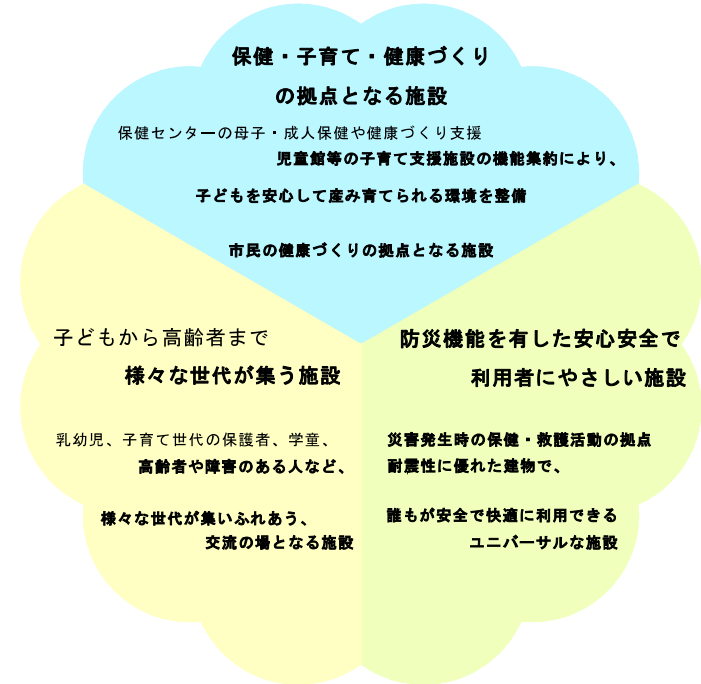 保健・子育て・健康づくり
の拠点となる施設
保健センターの母子・成人保健や健康づくり支援
児童館等の子育て支援施設の機能集約により、
子どもを安心して産み育てられる環境を整備
市民の健康づくりの拠点となる施設
子どもから高齢者まで
様々な世代が集う施設
乳幼児、子育て世代の保護者、学童、
高齢者や障害のある人など、
様々な世代が集いふれあう、
交流の場となる施設
防災機能を有した安心安全で
利用者にやさしい施設
災害発生時の保健・救護活動の拠点
耐震性に優れた建物で、
誰もが安全で快適に利用できる
ユニバーサルな施設